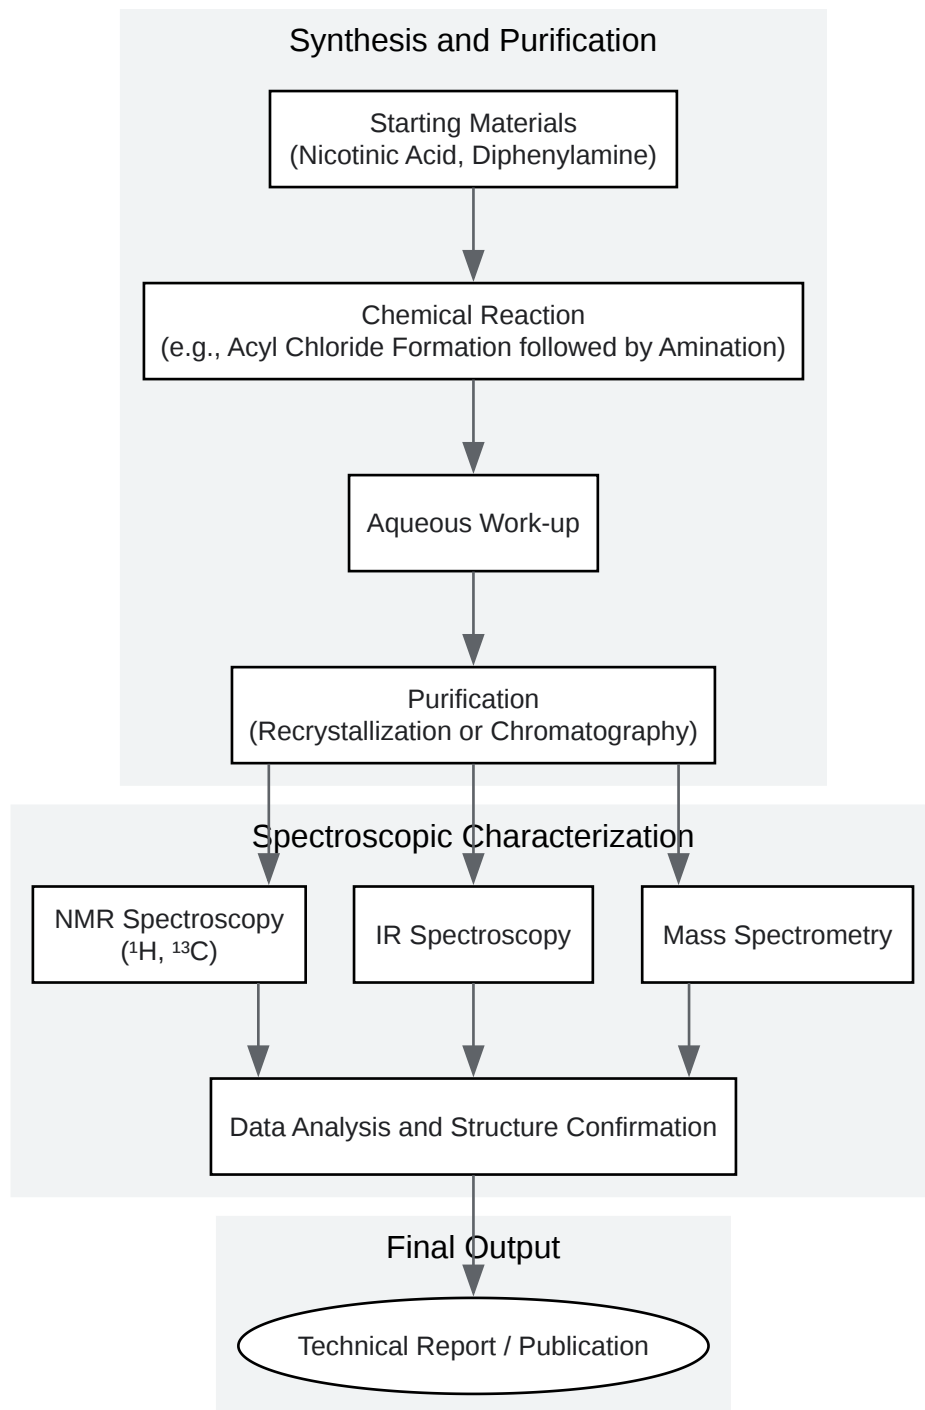 Synthesis and Purification
Starting Materials
(Nicotinic Acid, Diphenylamine)
Chemical Reaction
(e.g., Acyl Chloride Formation followed by Amination)
Aqueous Work-up
Purification
(Recrystallization or Chromatography)
Spectroscopic Characterization
NMR Spectroscopy
(¹H, ¹³C)
IR Spectroscopy
Mass Spectrometry
Data Analysis and Structure Confirmation
Final Output
Technical Report / Publication